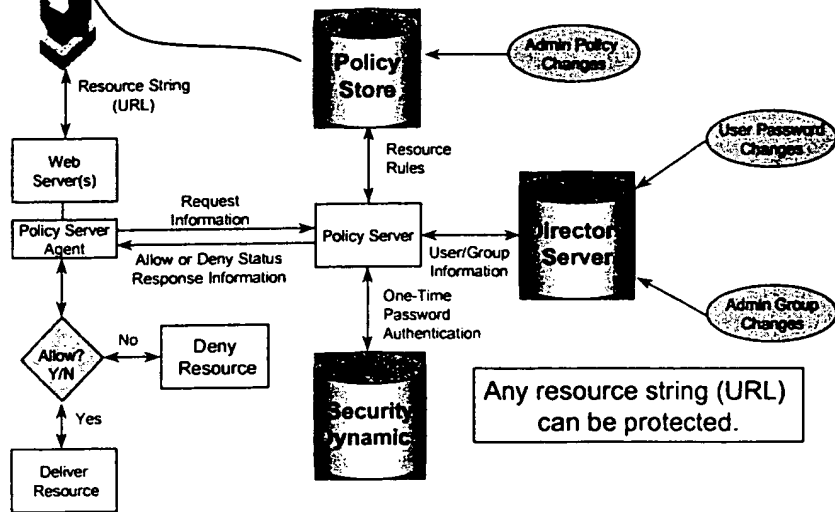 Resource String
(URL)
Web
Server(s)
Policy Server
Agent
Request
Information
Allow or Deny Status
Response Information
Allow?
Y/N
No
Deny
Resource
Yes
Deliver
Resource
Policy
Store
Admin Policy
Changes
Resource
Rules
Policy Server
User/Group
Information
One-Time
Password
Authentication
Director
Server
User Password
Changes
Admin Group
Changes
Security
Dynamic
Any resource string (URL)
can be protected.